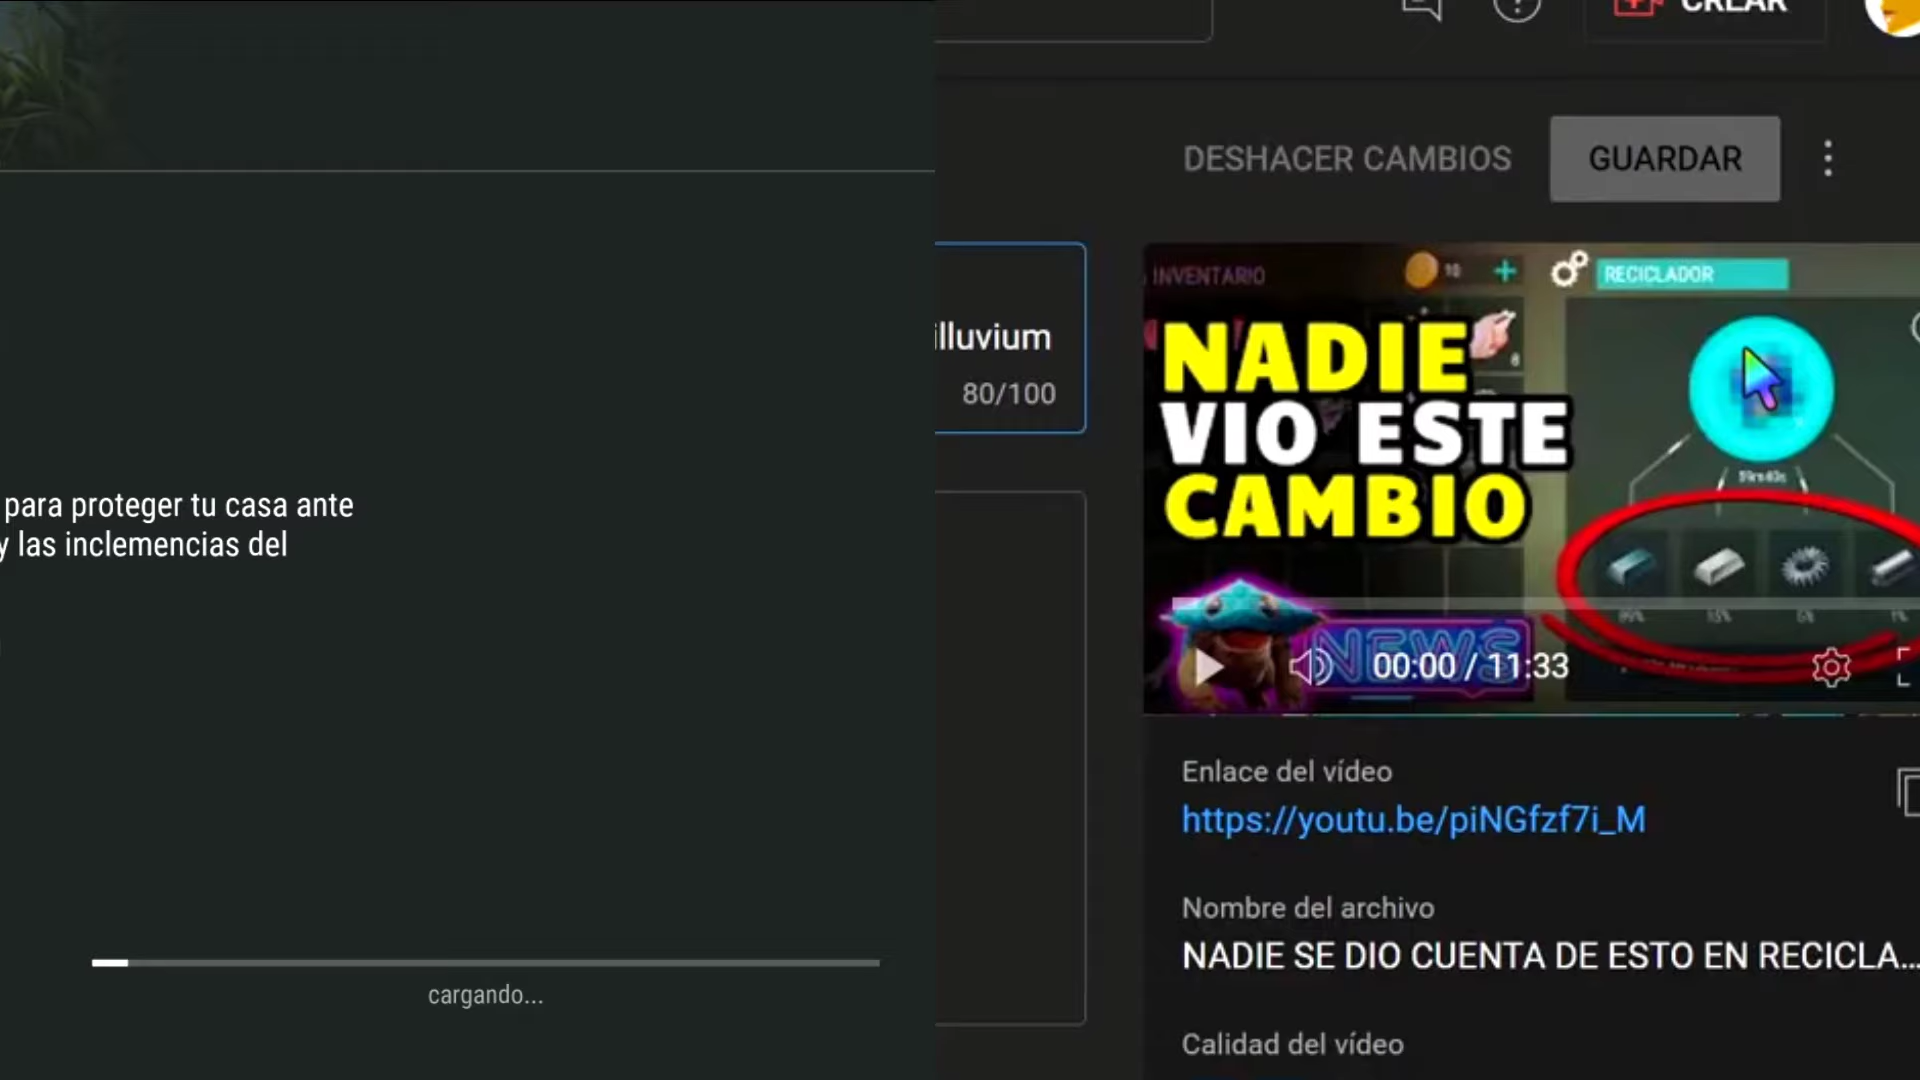 para proteger tu casa ante
y las inclemencias del
cargando...
CREAR
DESHACER CAMBIOS
GUARDAR
illuvium
80/100
INVENTARIO
10
RECICLADOR
8
NADIE
VIO ESTE
CAMBIO
NEWS
00:00 / 11:33
Enlace del vídeo
https://youtu.be/piNGfzf7i_M
Nombre del archivo
NADIE SE DIO CUENTA DE ESTO EN RECICLA...
Calidad del vídeo